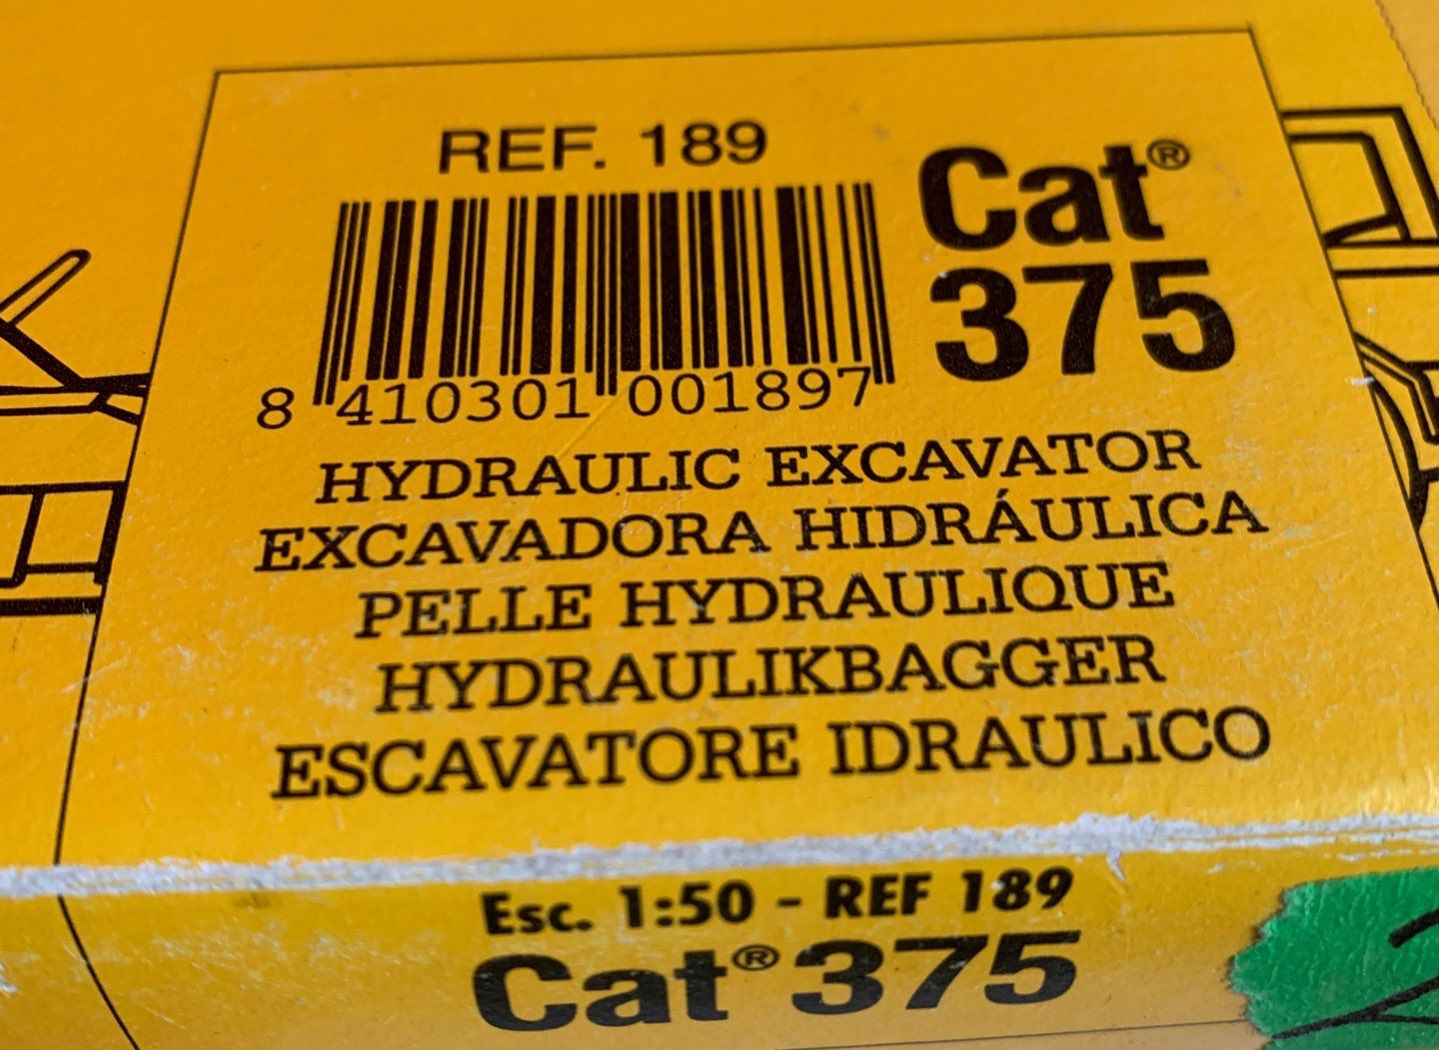 REF. 189
Cat®
375
8 410301 001897
HYDRAULIC EXCAVATOR
EXCAVADORA HIDRÁULICA
PELLE HYDRAULIQUE
HYDRAULIKBAGGER
ESCAVATORE IDRAULICO
Esc. 1:50 - REF 189
Cat® 375